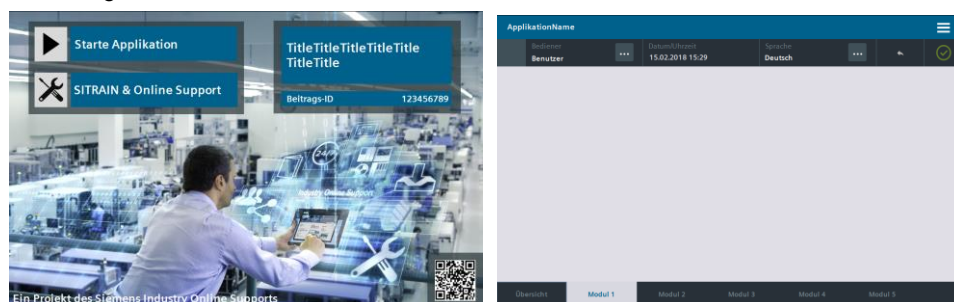 Starte Applikation
SITRAIN & Online Support
TitleTitleTitleTitleTitle
TitleTitle
Beitrags-ID 123456789
24/7
Industry Online Support
Ein Projekt des Siemens Industry Online Supports
ApplikationName
Bediener
Benutzer
...
Datum/Uhrzeit
15.02.2018 15:29
Sprache
Deutsch
...
Übersicht
Modul 1
Modul 2
Modul 3
Modul 4
Modul 5